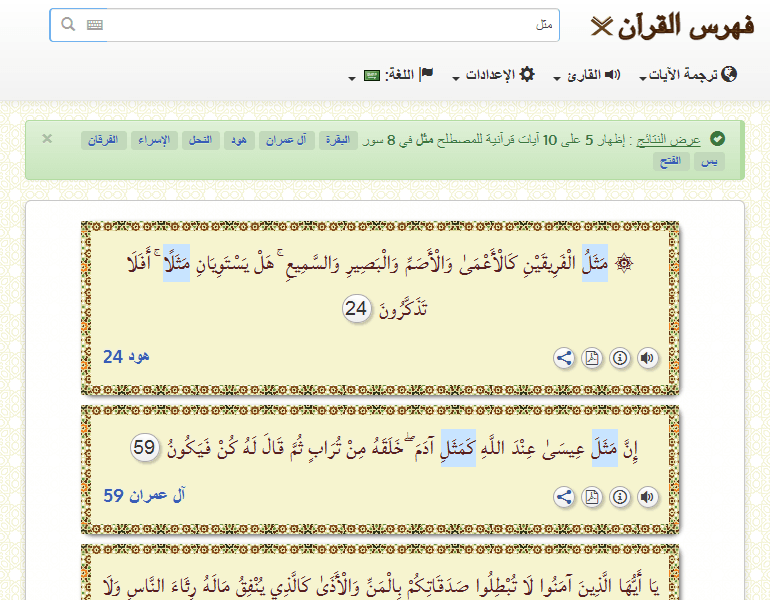 فهرس القرآن
مثل
ترجمة الآيات
القارئ
الإعدادات
اللغة:
عرض النتائج : إظهار 5 على 10 آيات قرآنية للمصطلح مثل في 8 سور البقرة آل عمران هود النحل الإسراء الفرقان
يس الفتح
۞ مَثَلُ الْفَرِيقَيْنِ كَالْأَعْمَىٰ وَالْأَصَمِّ وَالْبَصِيرِ وَالسَّمِيعِ ۚ هَلْ يَسْتَوِيَانِ مَثَلًا ۚ أَفَلَا
تَذَكَّرُونَ 24
هود 24
إِنَّ مَثَلَ عِيسَىٰ عِنْدَ اللَّهِ كَمَثَلِ آدَمَ ۖ خَلَقَهُ مِنْ تُرَابٍ ثُمَّ قَالَ لَهُ كُنْ فَيَكُونُ 59
آل عمران 59
يَا أَيُّهَا الَّذِينَ آمَنُوا لَا تُبْطِلُوا صَدَقَاتِكُمْ بِالْمَنِّ وَالْأَذَىٰ كَالَّذِي يُنْفِقُ مَالَهُ رِئَاءَ النَّاسِ وَلَا